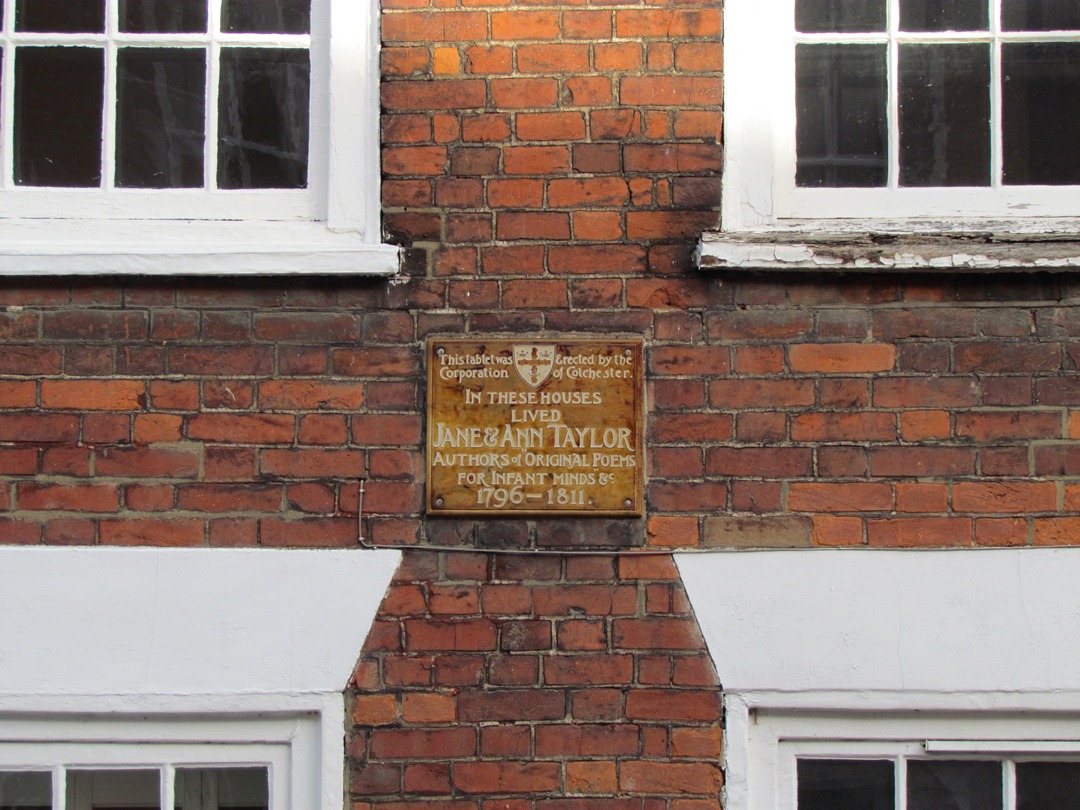 This tablet was Erected by the
Corporation of Colchester.
IN THESE HOUSES
LIVED
JANE & ANN TAYLOR
AUTHORS of ORIGINAL POEMS
FOR INFANT MINDS &c
1796–1811.